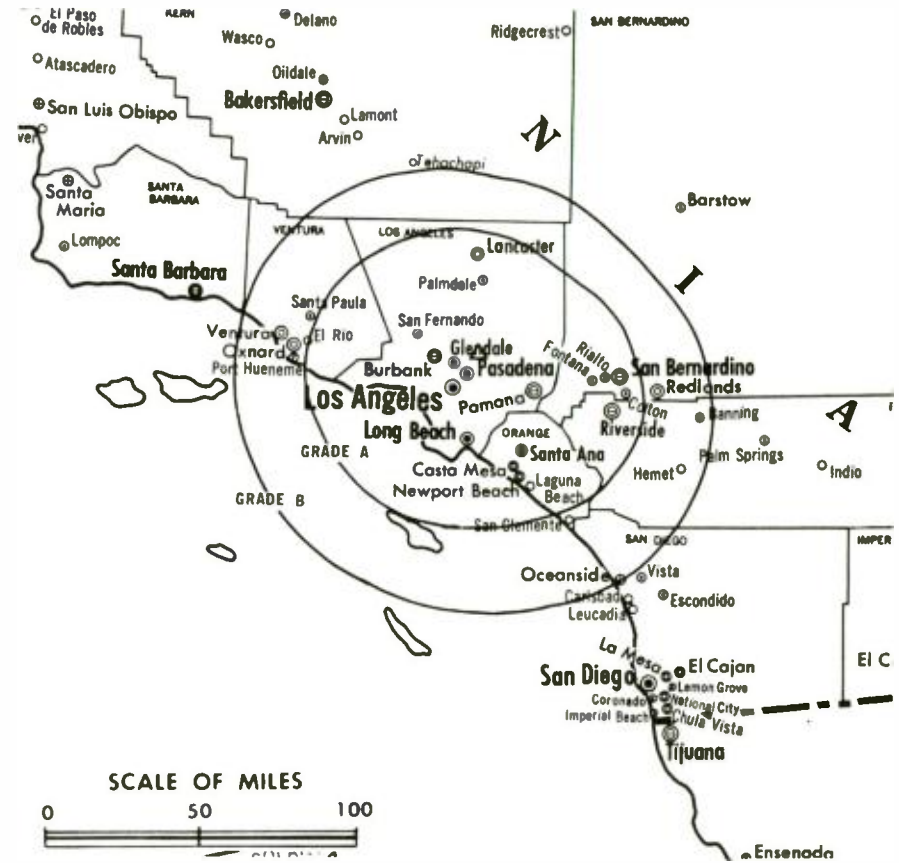 El Paso
de Robles
KERN
Delano
SAN BERNARDINO
Wasco
Ridgecrest
Atascadero
Oildale
Bakersfield
San Luis Obispo
Lamont
Arvin
ver
N
Tehachapi
Santa
Maria
SANTA
BARBARA
Barstow
VENTURA
LOS ANGELES
Lompoc
Lancaster
Santa Barbara
I
Palmdale
Santa Paula
San Fernando
Ventura
El Rio
Oxnard
Port Hueneme
Glendale
Burbank
Pasadena
Rialto
Fontana
San Bernardino
Redlands
Los Angeles
Pamona
Colton
Banning
A
Riverside
Long Beach
ORANGE
GRADE A
Santa Ana
Palm Springs
Casta Mesa
Hemet
Indio
Newport Beach
Laguna
Beach
GRADE B
San Clemente
SAN DIEGO
IMPER
Oceanside
Vista
Carlsbad
Escondido
Leucadia
La Mesa
El Cajan
El C
San Diego
Lemon Grove
Coronado
National City
Imperial Beach
Chula Vista
Tijuana
SCALE OF MILES
0 50 100
Ensenada